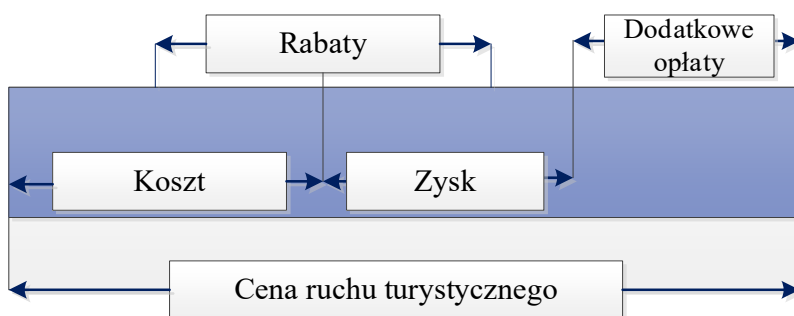 Rabaty
Dodatkowe
opłaty
Koszt
Zysk
Cena ruchu turystycznego